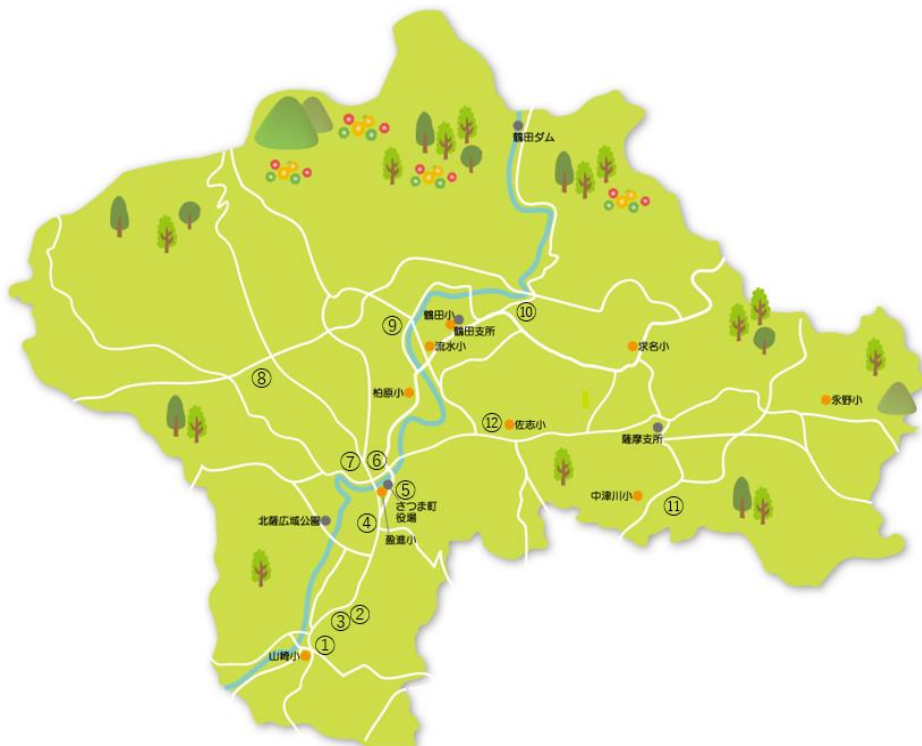 鶴田ダム
⑩
鶴田小
鶴田支所
⑨
流水小
求名小
⑧
柏原小
永野小
⑫
佐志小
薩摩支所
⑦
⑥
⑤
さつま町
役場
中津川小
⑪
④
北薩広域公園
盈進小
③
②
①
山崎小